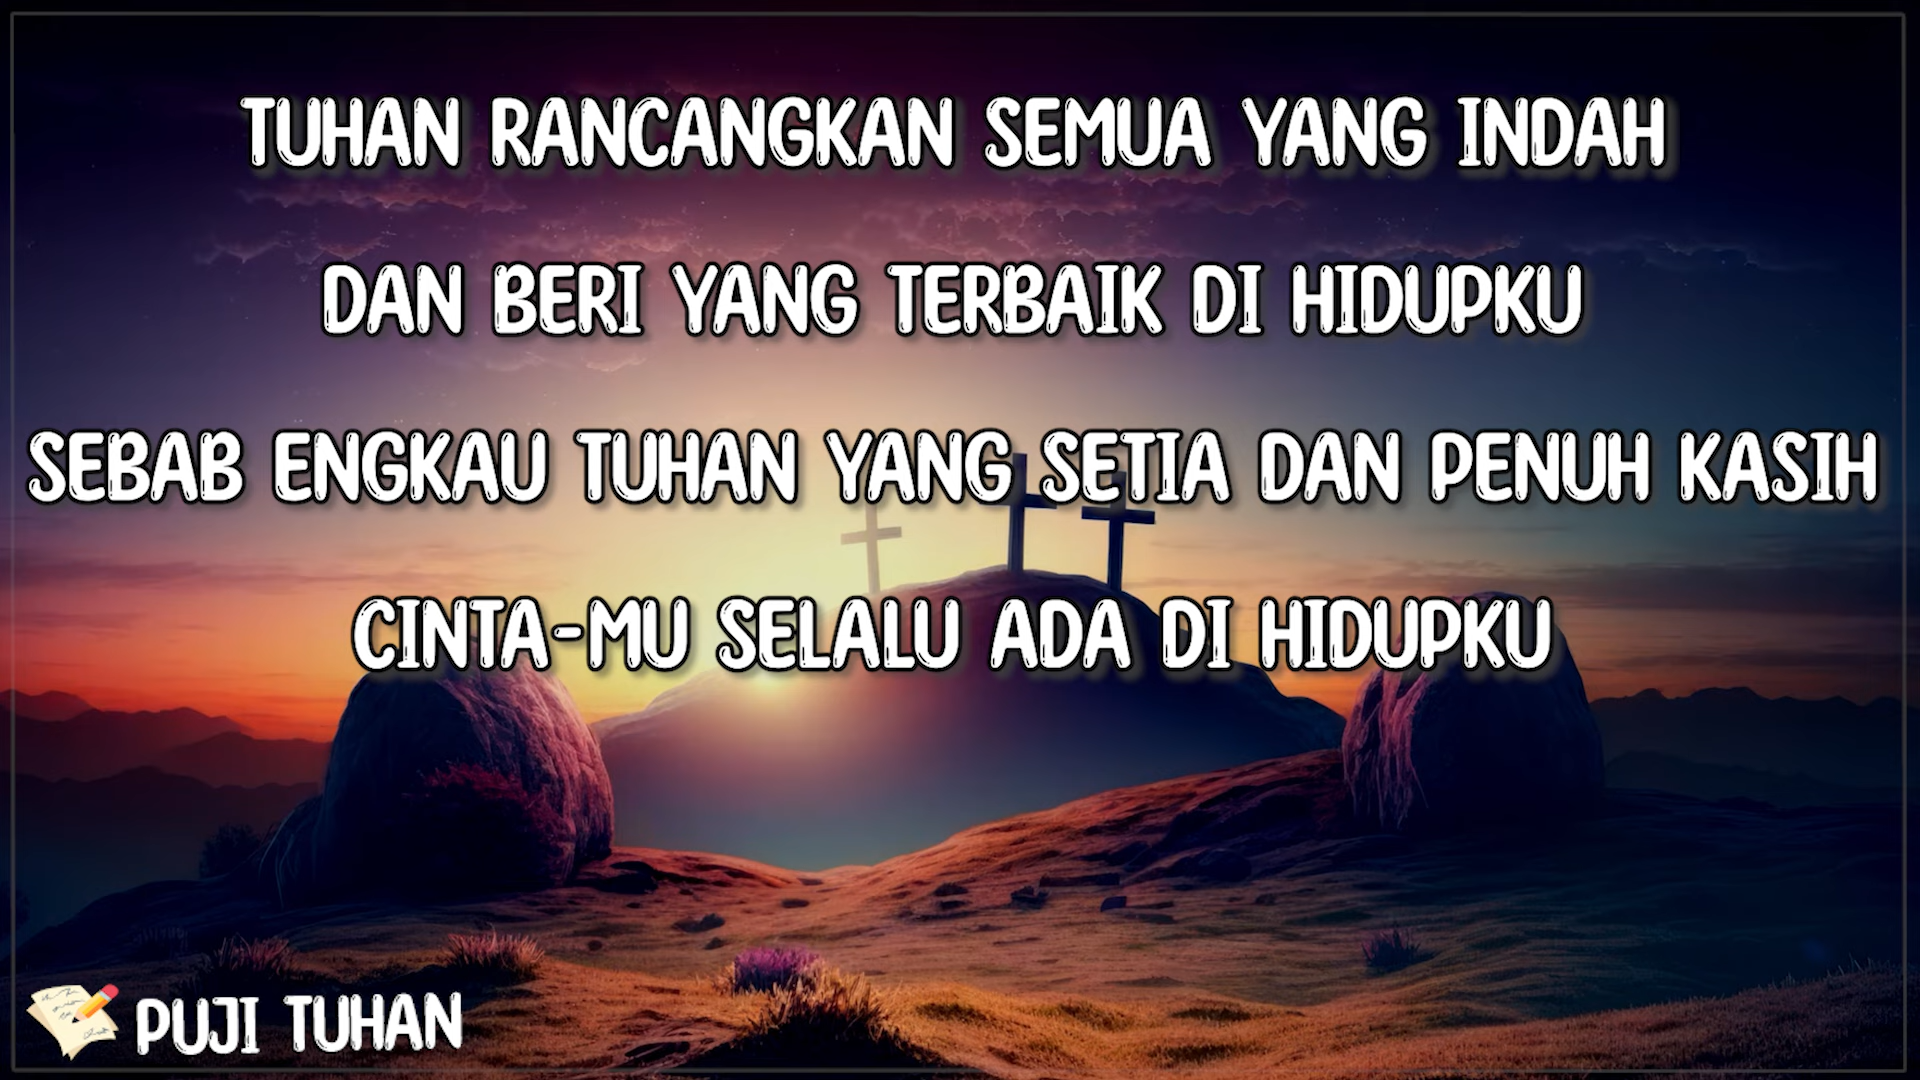 TUHAN RANCANGKAN SEMUA YANG INDAH
DAN BERI YANG TERBAIK DI HIDUPKU
SEBAB ENGKAU TUHAN YANG SETIA DAN PENUH KASIH
CINTA-MU SELALU ADA DI HIDUPKU
PUJI TUHAN